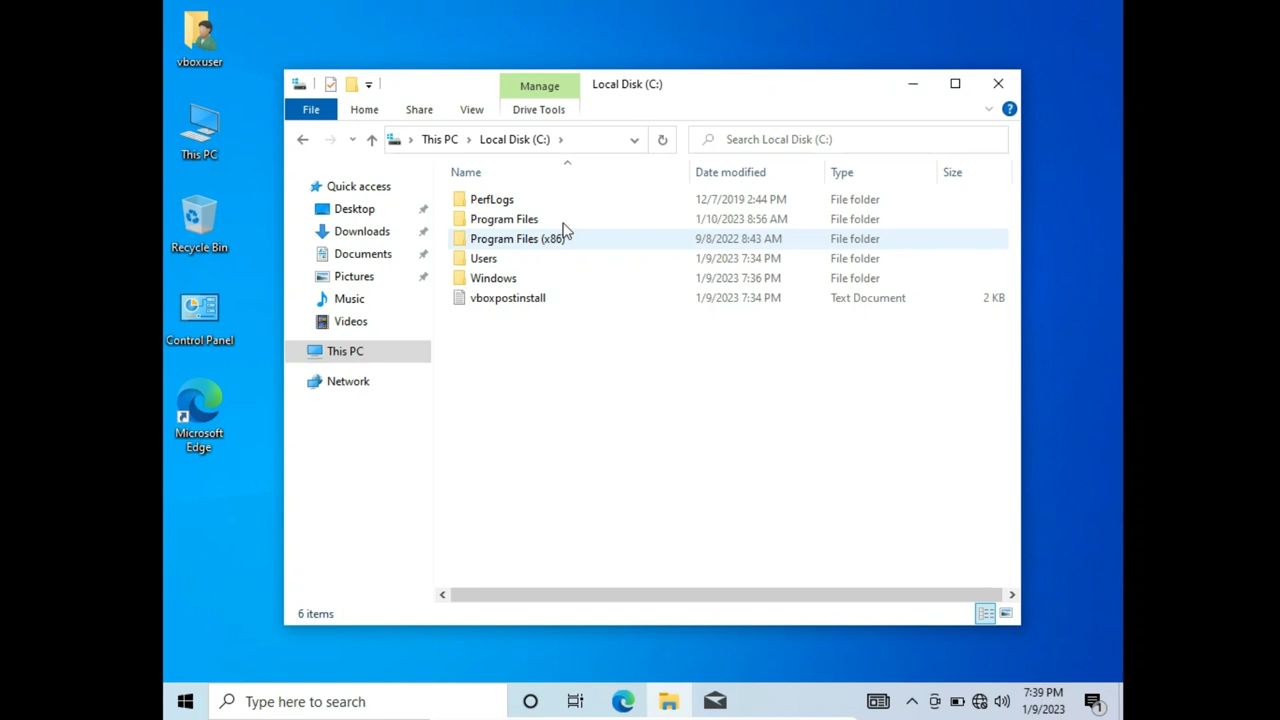 vboxuser
This PC
Recycle Bin
Control Panel
Microsoft
Edge
Manage
Local Disk (C:)
File
Home
Share
View
Drive Tools
?
This PC
Local Disk (C:)
Search Local Disk (C:)
Quick access
Desktop
Downloads
Documents
Pictures
Music
Videos
This PC
Network
Name Date modified Type Size
PerfLogs 12/7/2019 2:44 PM File folder
Program Files 1/10/2023 8:56 AM File folder
Program Files (x86) 9/8/2022 8:43 AM File folder
Users 1/9/2023 7:34 PM File folder
Windows 1/9/2023 7:36 PM File folder
vboxpostinstall 1/9/2023 7:34 PM Text Document 2 KB
6 items
Type here to search
7:39 PM
1/9/2023
1